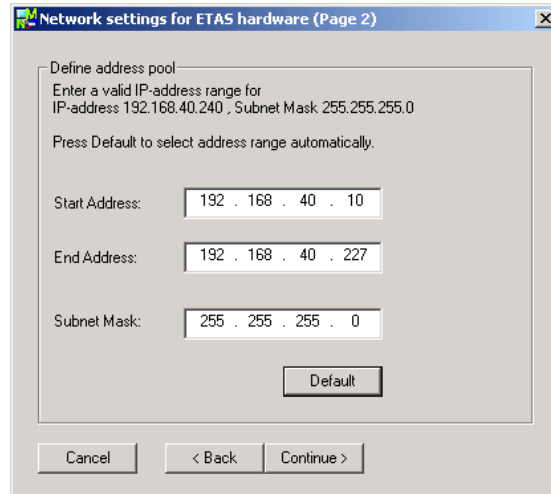 Network settings for ETAS hardware (Page 2)
Define address pool
Enter a valid IP-address range for
IP-address 192.168.40.240 , Subnet Mask 255.255.255.0
Press Default to select address range automatically.
Start Address: 192 . 168 . 40 . 10
End Address: 192 . 168 . 40 . 227
Subnet Mask: 255 . 255 . 255 . 0
Default
Cancel < Back Continue >